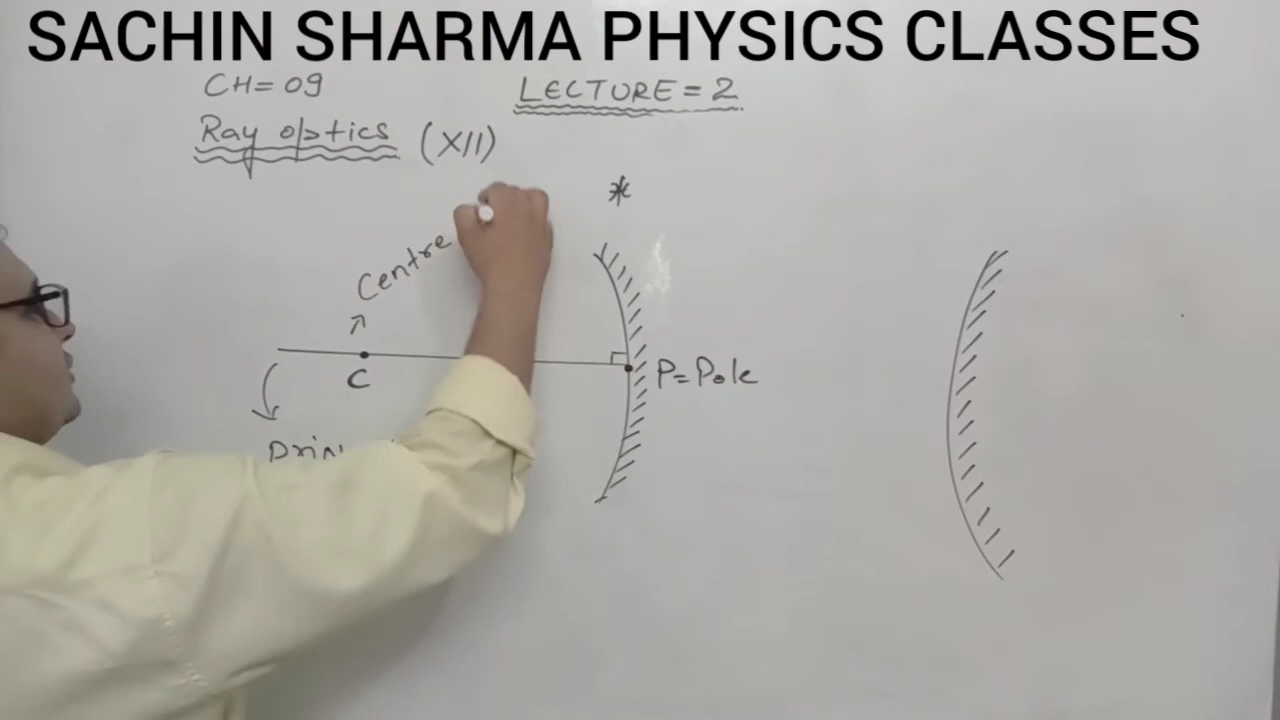 SACHIN SHARMA PHYSICS CLASSES
CH=09
LECTURE = 2
Ray optics (XII)
*
Centre
C
P=Pole